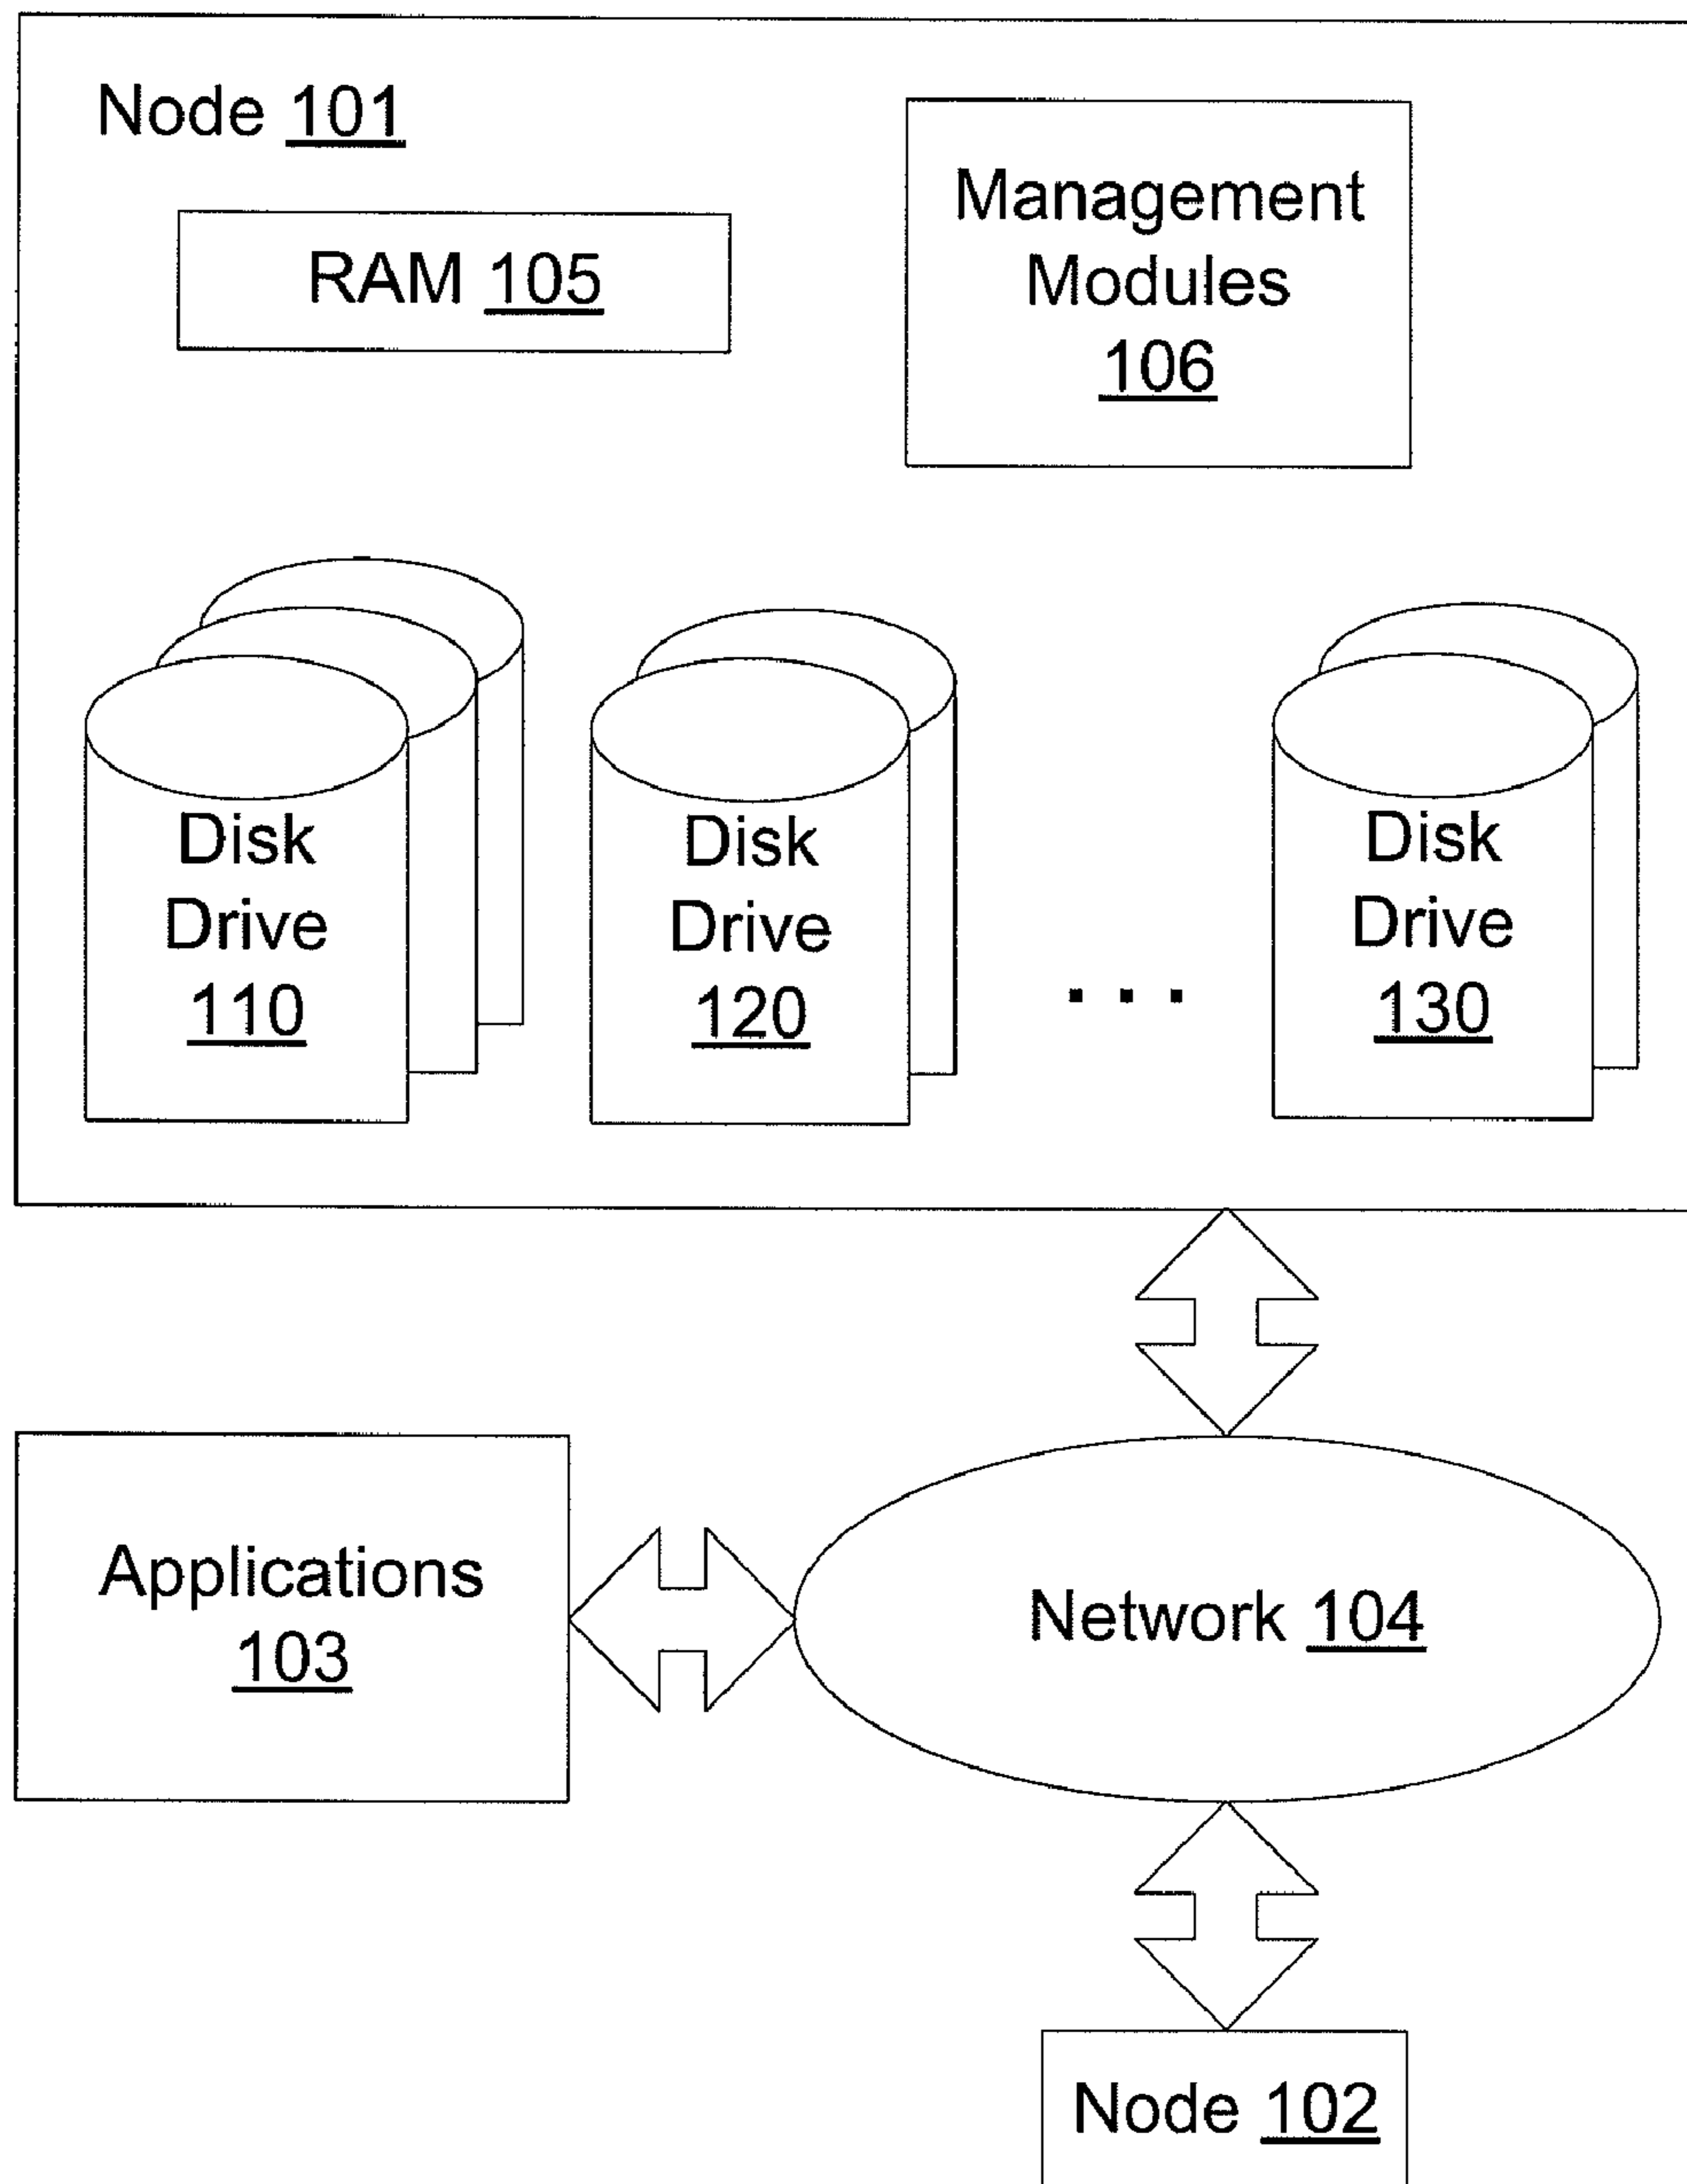 Node 101
RAM 105
Management
Modules
106
Disk
Drive
110
Disk
Drive
120
. . .
Disk
Drive
130
Applications
103
Network 104
Node 102